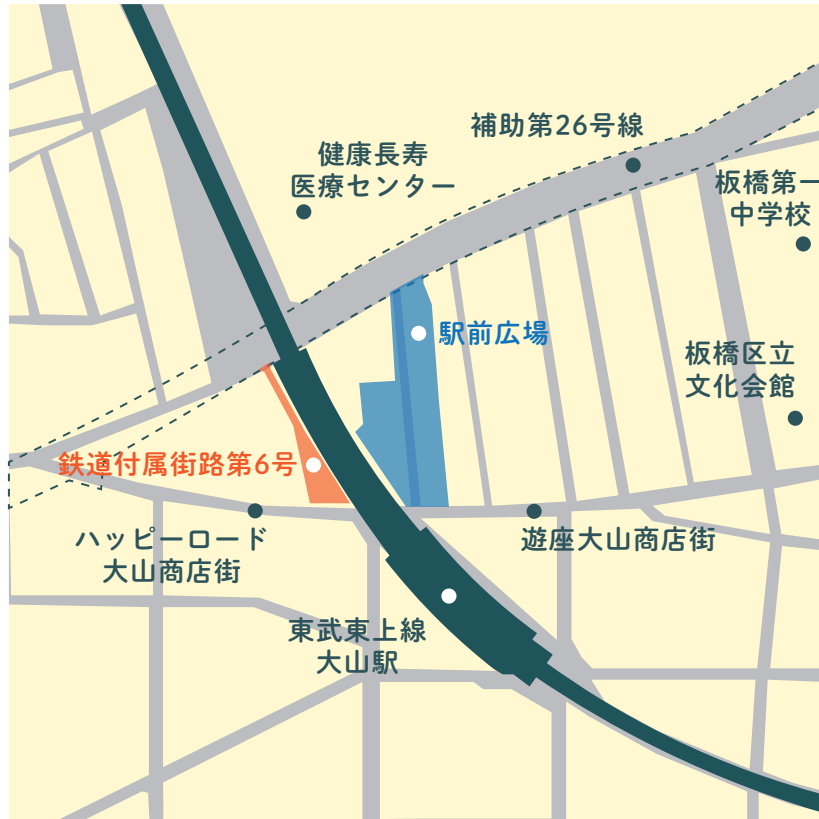 補助第26号線
健康長寿
医療センター
板橋第一
中学校
駅前広場
板橋区立
文化会館
鉄道付属街路第6号
ハッピーロード
大山商店街
遊座大山商店街
東武東上線
大山駅